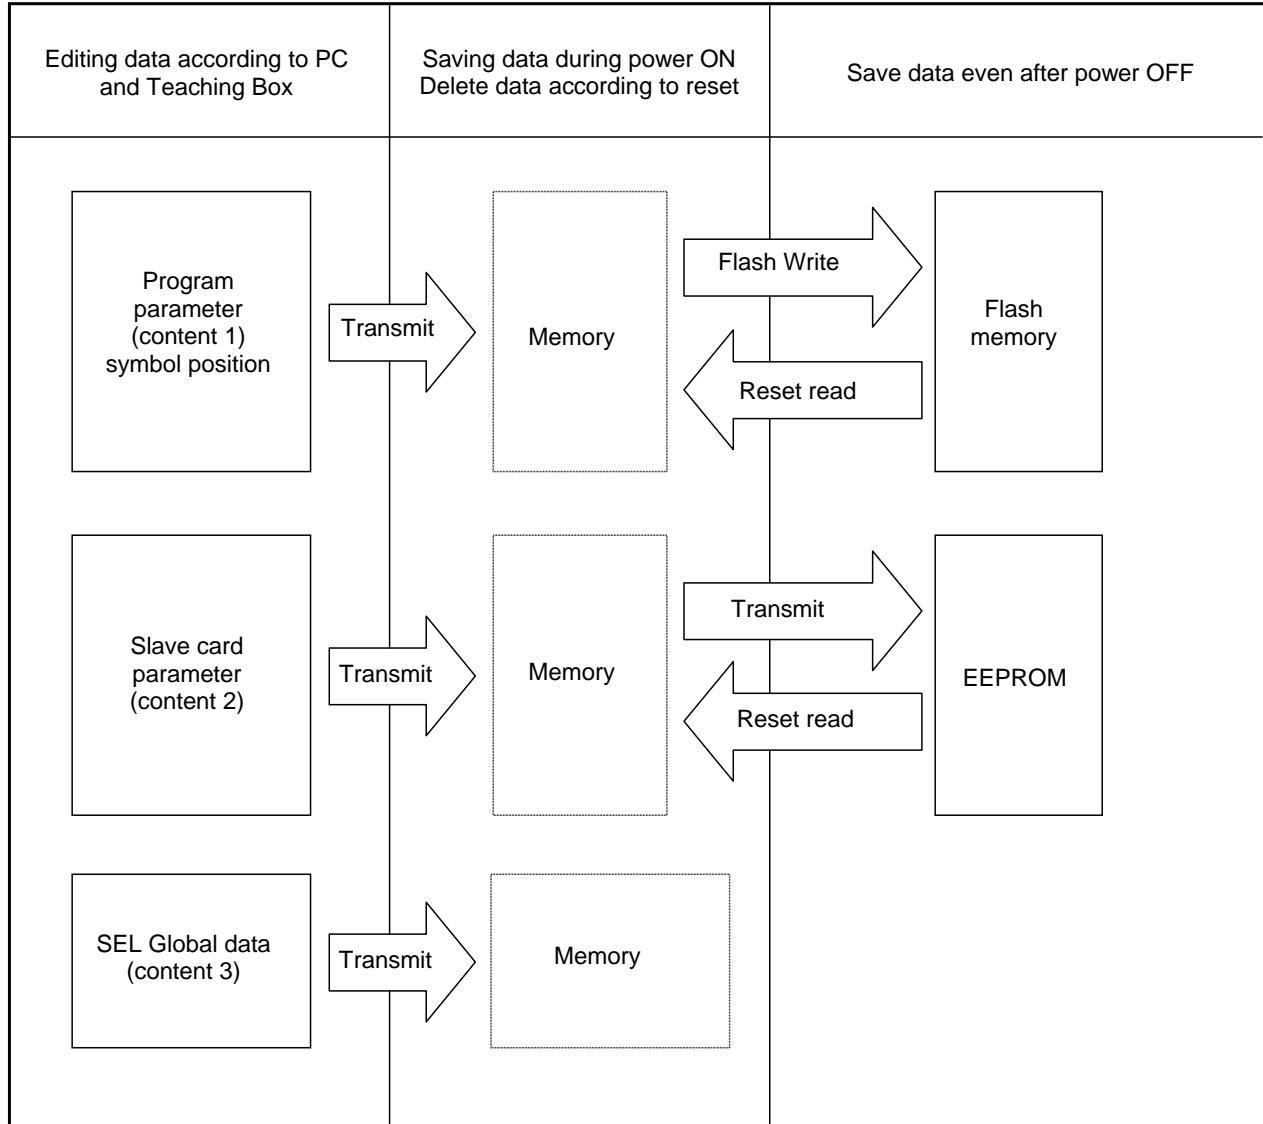 Editing data according to PC
and Teaching Box
Saving data during power ON
Delete data according to reset
Save data even after power OFF
Program
parameter
(content 1)
symbol position
Transmit
Memory
Flash Write
Reset read
Flash
memory
Slave card
parameter
(content 2)
Transmit
Memory
Transmit
Reset read
EEPROM
SEL Global data
(content 3)
Transmit
Memory